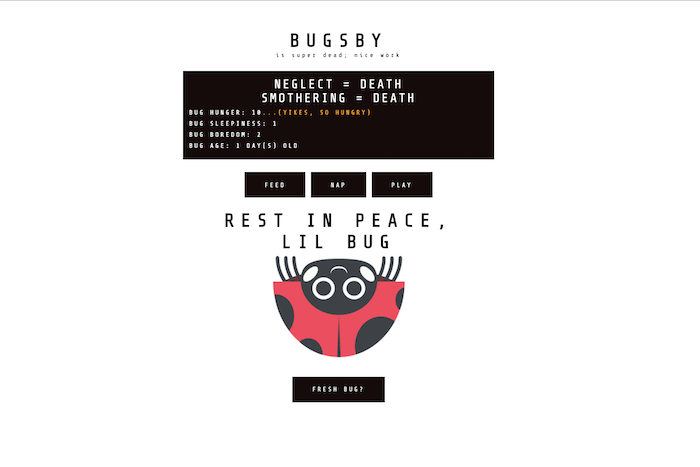 BUGSBY
is super dead; nice work
NEGLECT = DEATH
SMOTHERING = DEATH
BUG HUNGER: 10...(YIKES, SO HUNGRY)
BUG SLEEPINESS: 1
BUG BOREDOM: 2
BUG AGE: 1 DAY(S) OLD
FEED NAP PLAY
REST IN PEACE,
LIL BUG
FRESH BUG?